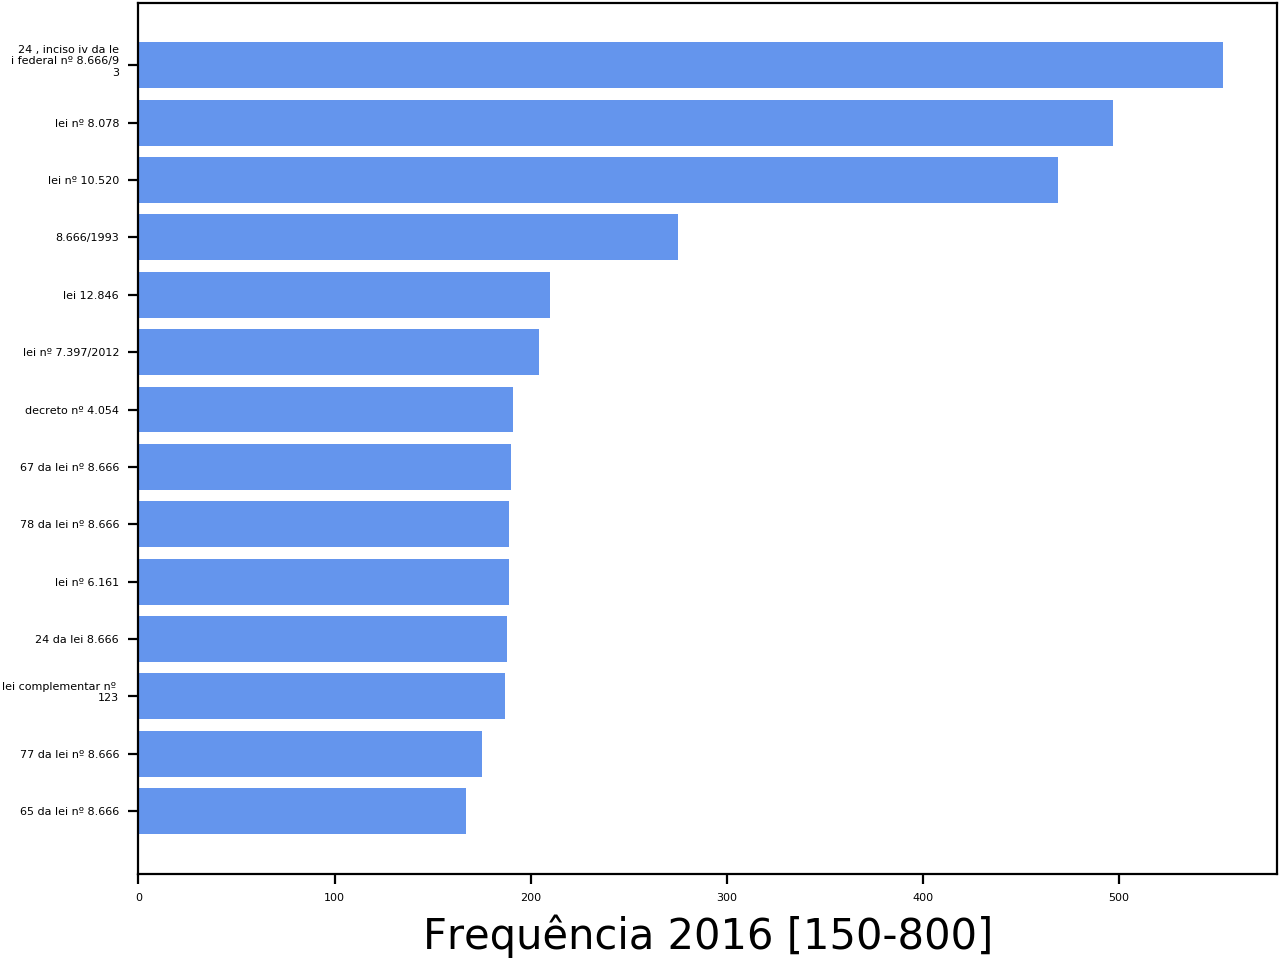 24 , inciso iv da le
i federal nº 8.666/9
3
lei nº 8.078
lei nº 10.520
8.666/1993
lei 12.846
lei nº 7.397/2012
decreto nº 4.054
67 da lei nº 8.666
78 da lei nº 8.666
lei nº 6.161
24 da lei 8.666
lei complementar nº
123
77 da lei nº 8.666
65 da lei nº 8.666
0 100 200 300 400 500
Frequência 2016 [150-800]